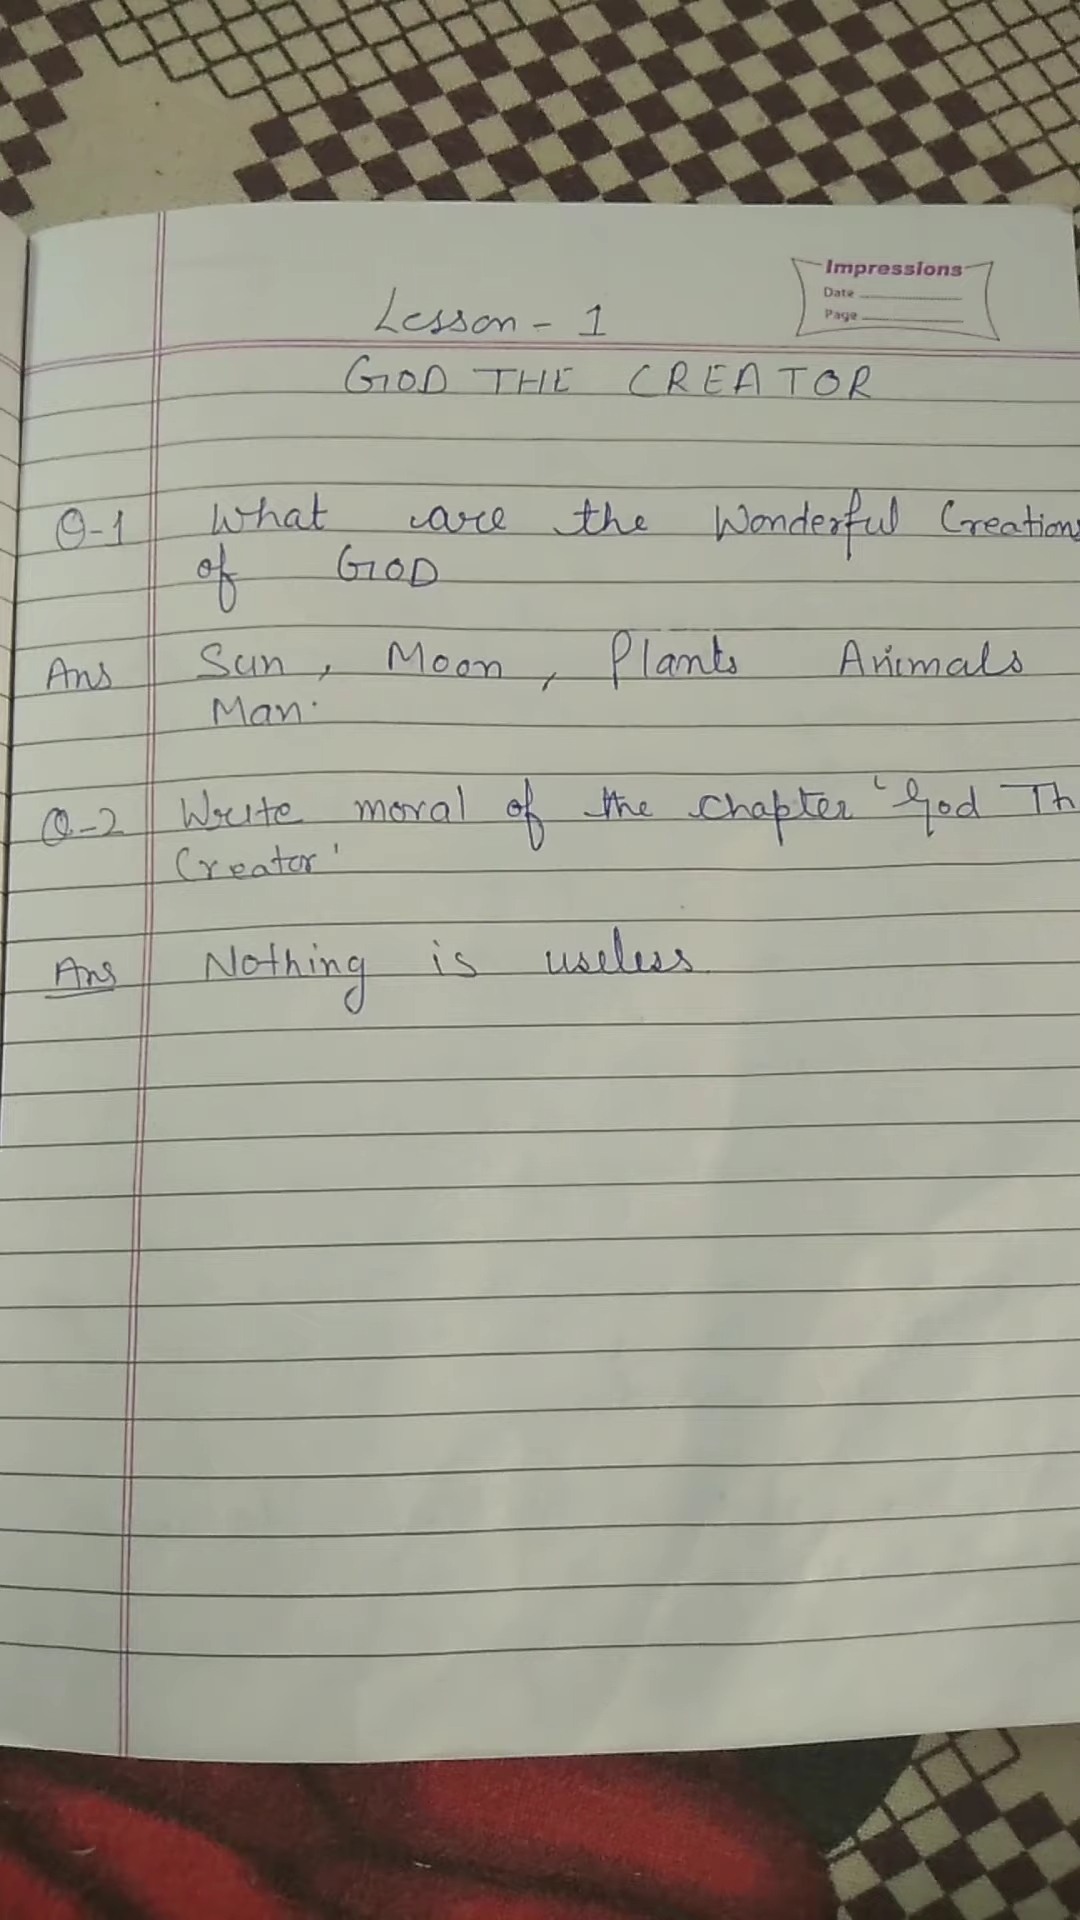 Impressions
Date
Page
Lesson - 1
GOD THE CREATOR
Q-1 What are the Wonderful Creations
of GOD
Ans Sun, Moon, Plants Animals
Man.
Q-2 Write moral of the chapter 'God Th
Creator'
Ans Nothing is useless